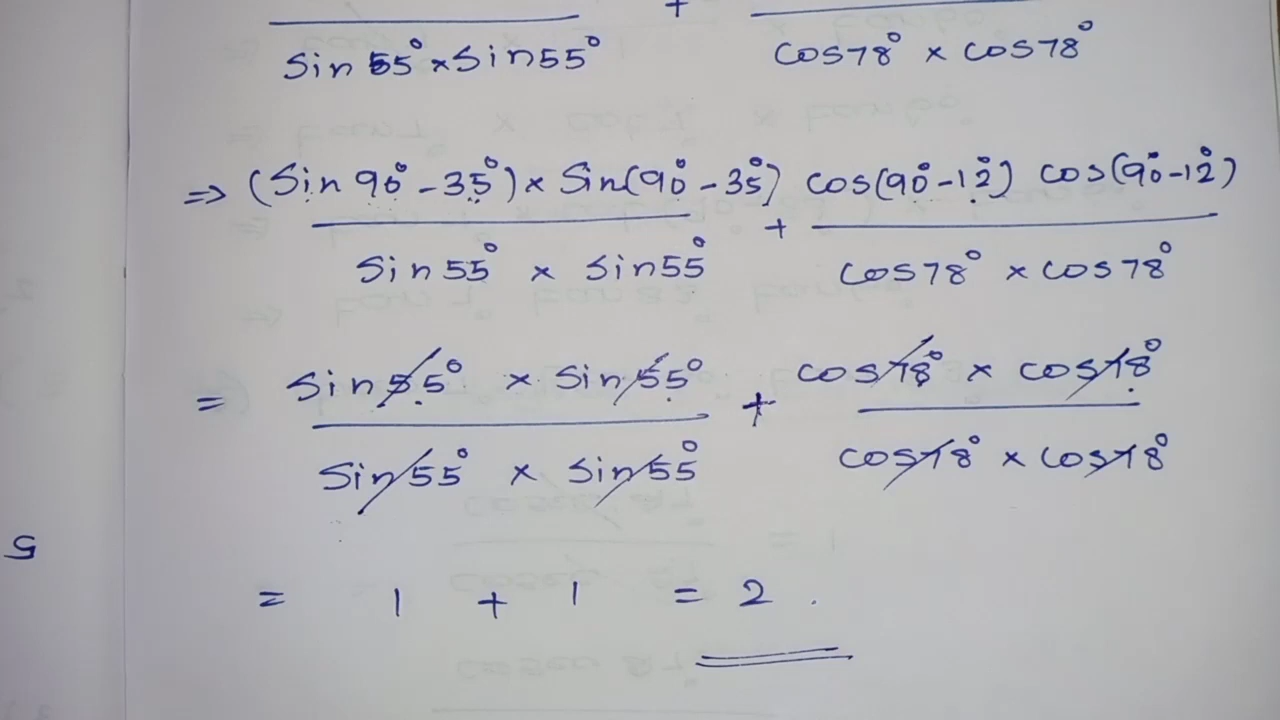 +
sin 55° × sin 55° cos 78° × cos 78°
=> (sin 90° - 35°) × sin(90° - 35°) cos(90° - 12°) cos(90° - 12°)
+
sin 55° × sin 55° cos 78° × cos 78°
= sin 55° × sin 55° + cos 78° × cos 78°
sin 55° × sin 55° cos 78° × cos 78°
5
= 1 + 1 = 2 .